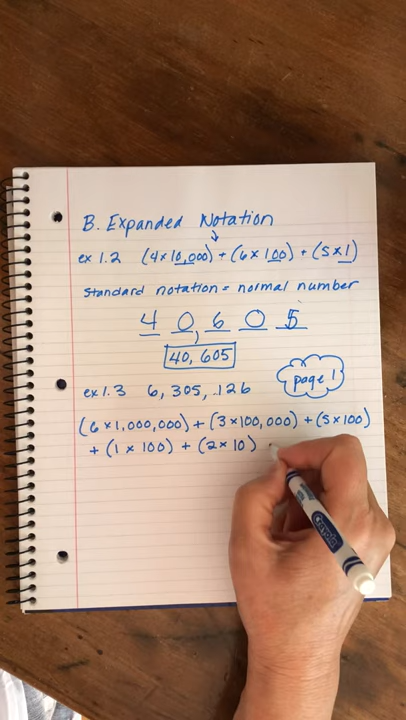 B. Expanded Notation
ex 1.2 (4 × 10,000) + (6 × 100) + (5 × 1)
standard notation = normal number
4 0, 6 0 5
40,605
ex 1.3 6,305,126
page 1
(6 × 1,000,000) + (3 × 100,000) + (5 × 100)
+ (1 × 100) + (2 × 10)
Crayola